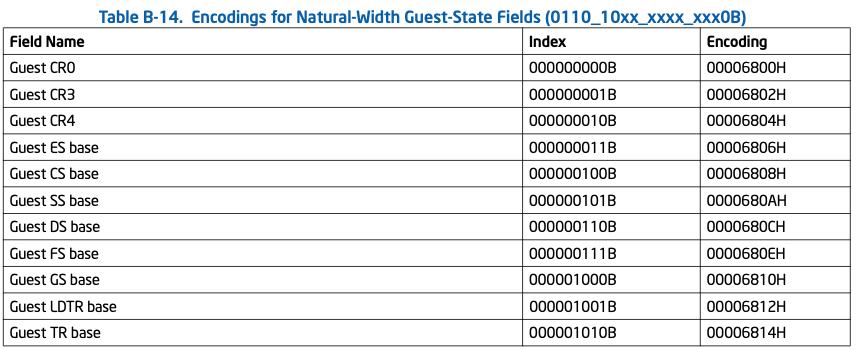 Table B-14. Encodings for Natural-Width Guest-State Fields (0110_10xx_xxxx_xxx0B)
Field Name Index Encoding
Guest CR0 000000000B 00006800H
Guest CR3 000000001B 00006802H
Guest CR4 000000010B 00006804H
Guest ES base 000000011B 00006806H
Guest CS base 000000100B 00006808H
Guest SS base 000000101B 0000680AH
Guest DS base 000000110B 0000680CH
Guest FS base 000000111B 0000680EH
Guest GS base 000001000B 00006810H
Guest LDTR base 000001001B 00006812H
Guest TR base 000001010B 00006814H